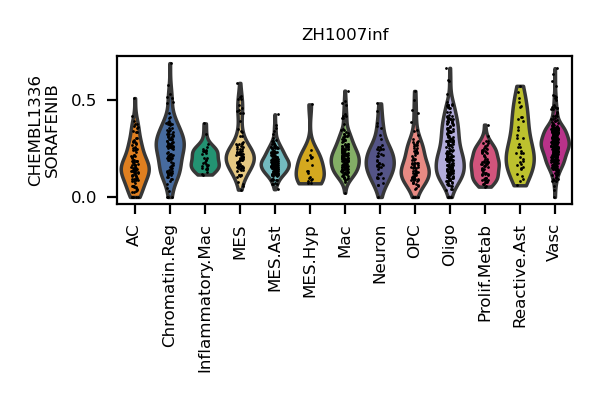 ZH1007inf
CHEMBL1336
SORAFENIB
0.5
0.0
AC
Chromatin.Reg
Inflammatory.Mac
MES
MES.Ast
MES.Hyp
Mac
Neuron
OPC
Oligo
Prolif.Metab
Reactive.Ast
Vasc